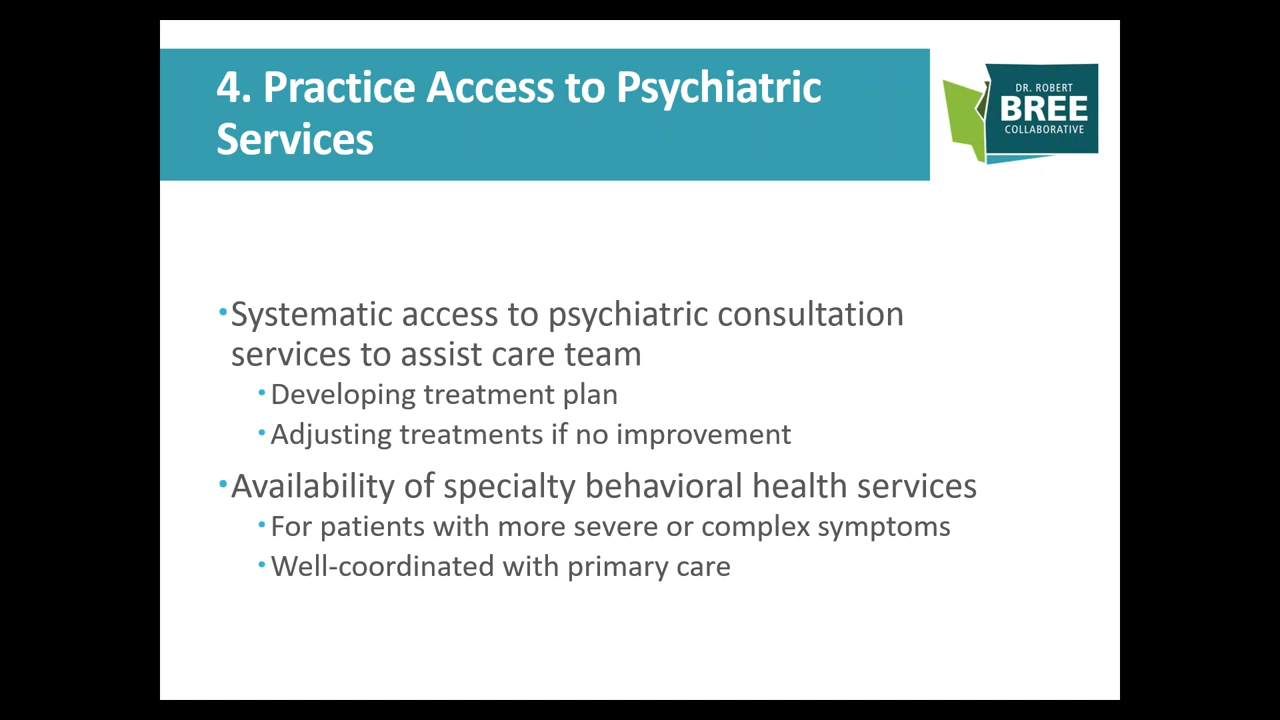 4. Practice Access to Psychiatric
Services
DR. ROBERT
BREE
COLLABORATIVE
•Systematic access to psychiatric consultation
services to assist care team
•Developing treatment plan
•Adjusting treatments if no improvement
•Availability of specialty behavioral health services
•For patients with more severe or complex symptoms
•Well-coordinated with primary care